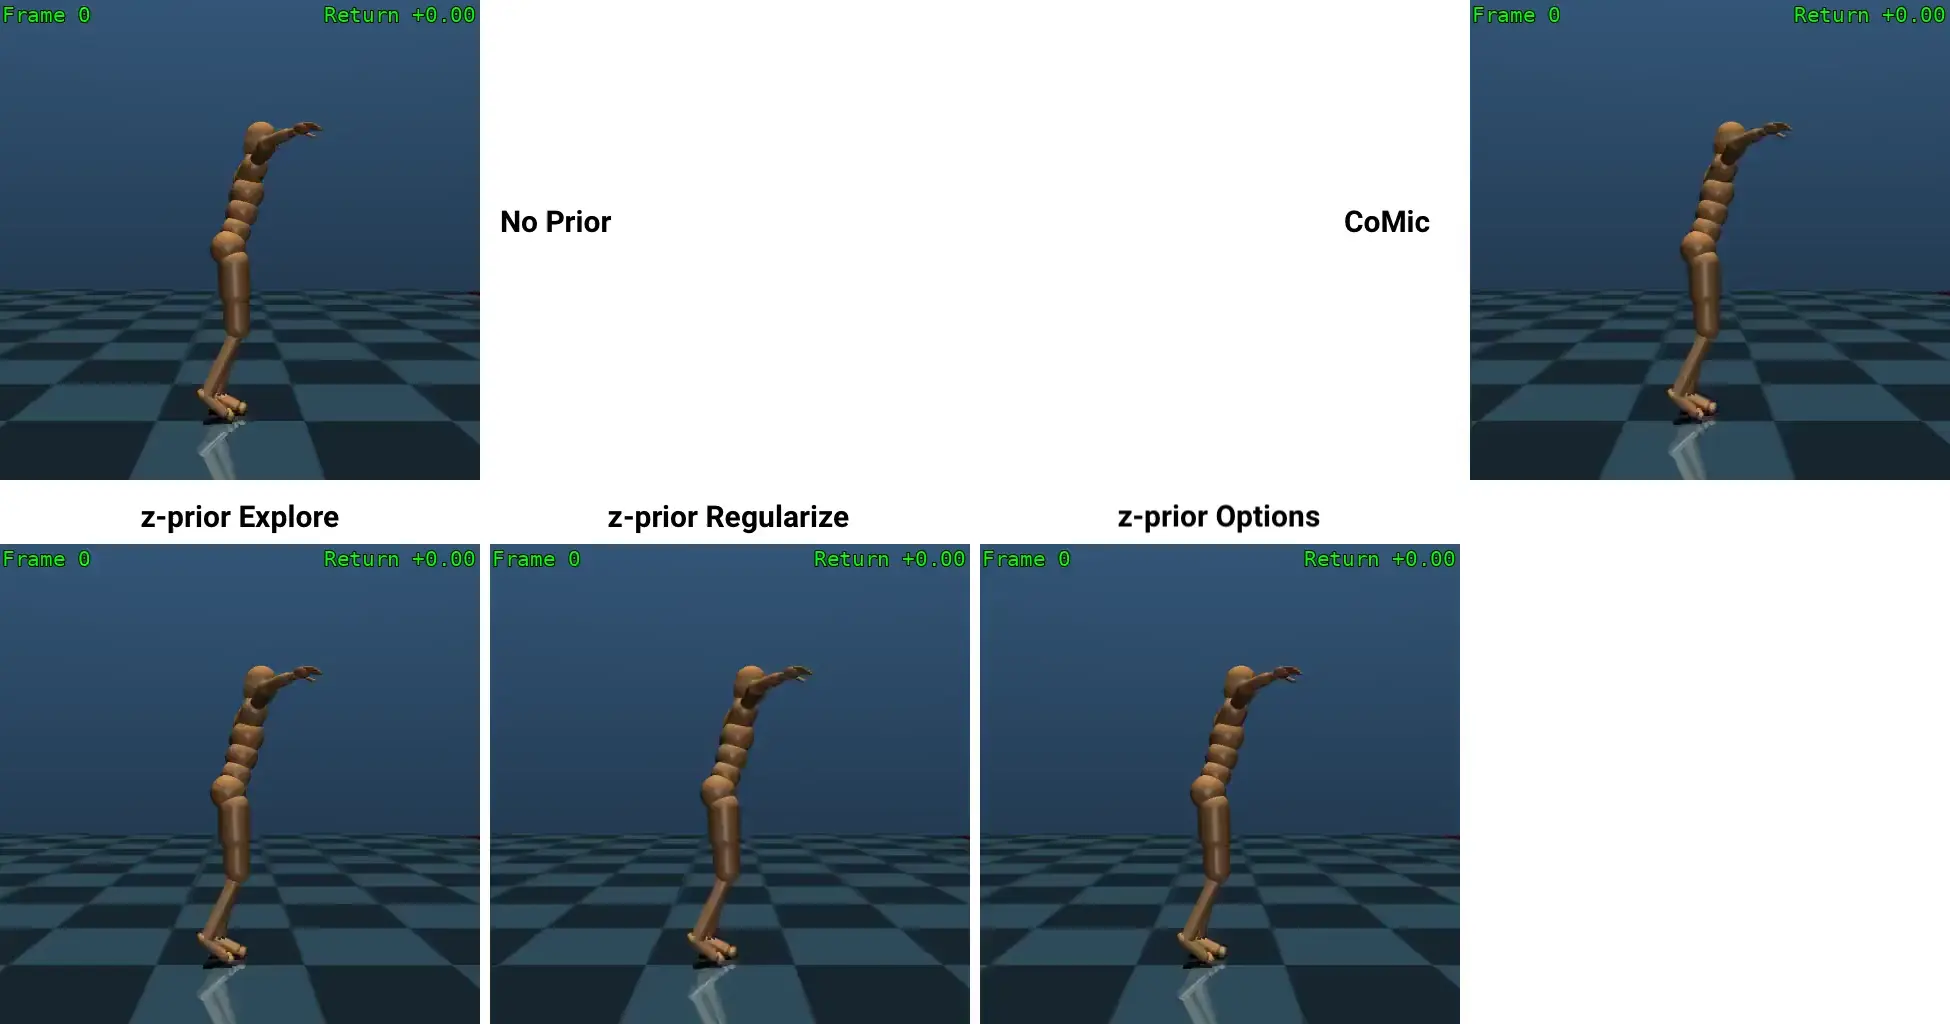 Frame 0 Return +0.00
Frame 0 Return +0.00
No Prior
CoMic
z-prior Explore
z-prior Regularize
z-prior Options
Frame 0 Return +0.00
Frame 0 Return +0.00
Frame 0 Return +0.00